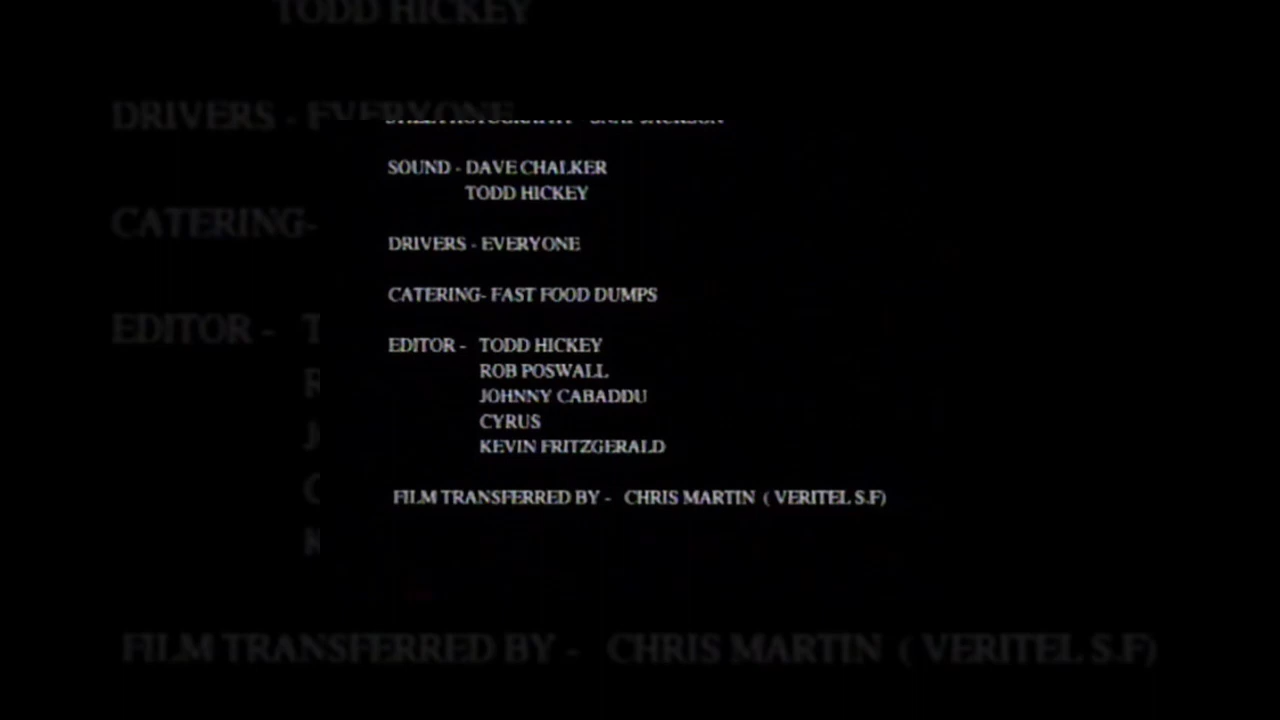 SOUND - DAVE CHALKER
TODD HICKEY
DRIVERS - EVERYONE
CATERING- FAST FOOD DUMPS
EDITOR - TODD HICKEY
ROB POSWALL
JOHNNY CABADDU
CYRUS
KEVIN FRITZGERALD
FILM TRANSFERRED BY - CHRIS MARTIN ( VERITEL S.F)